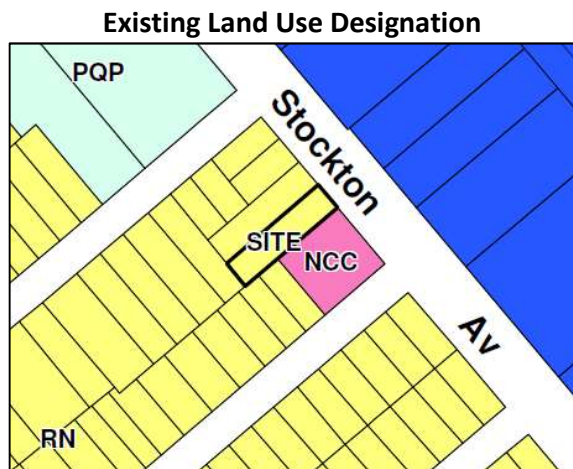 Existing Land Use Designation
PQP
Stockton
SITE
NCC
Av
RN